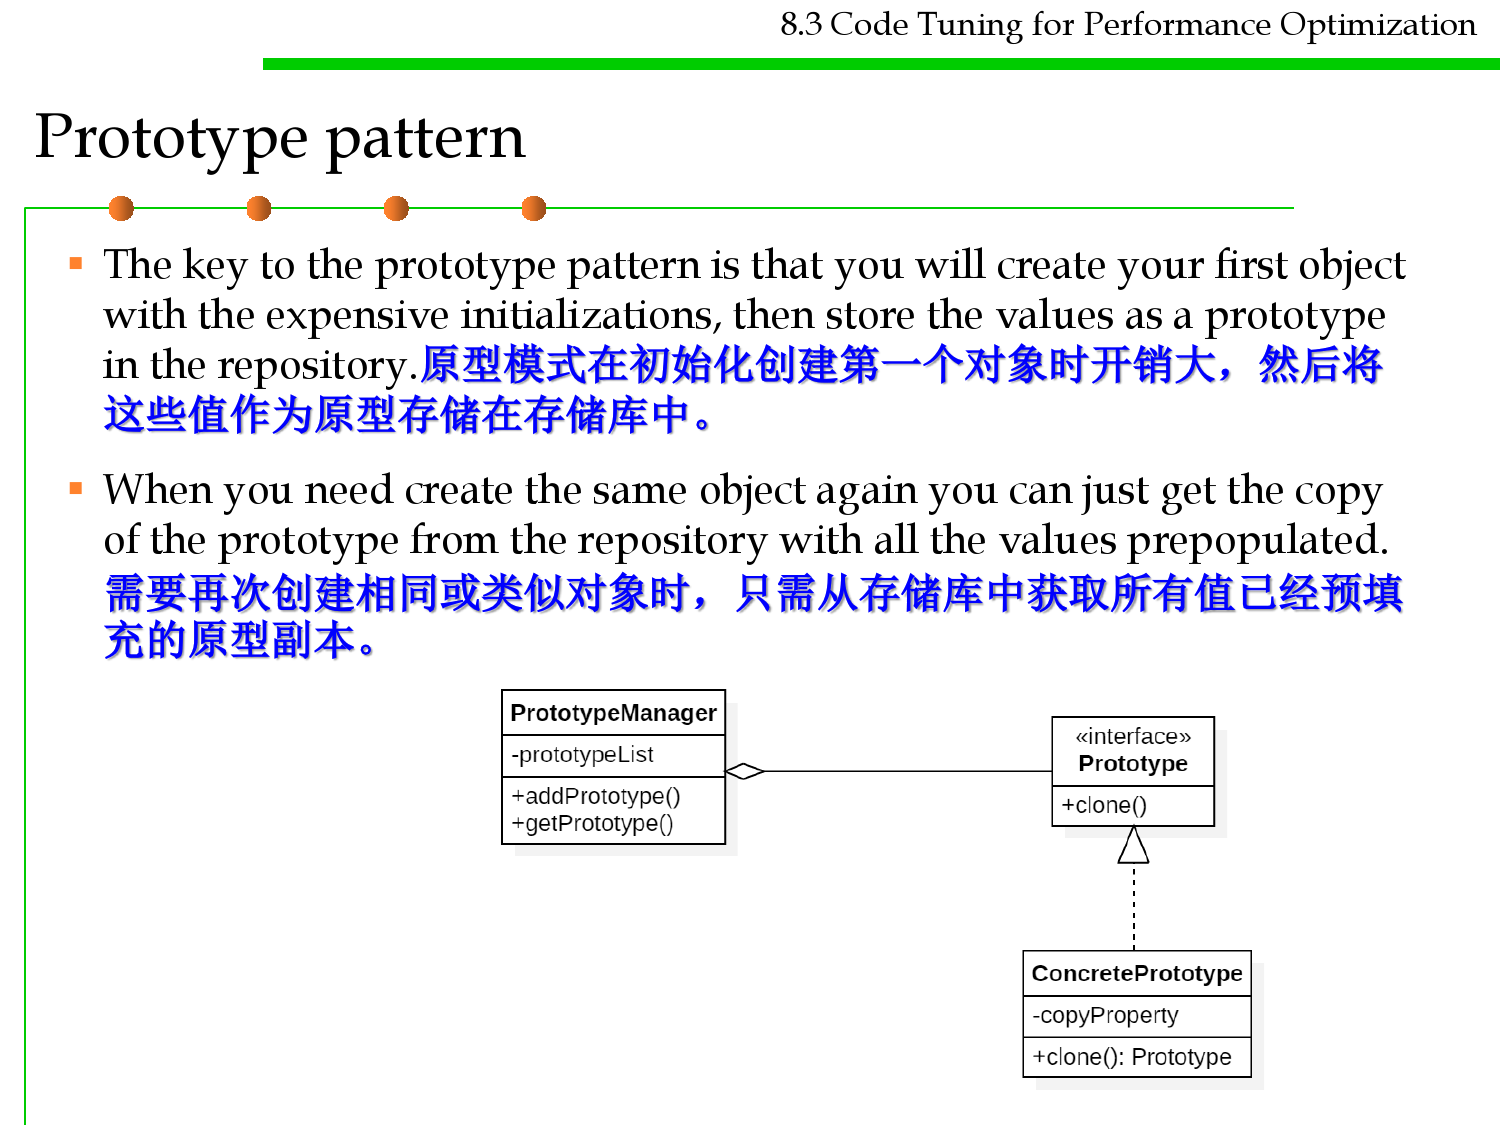 8.3 Code Tuning for Performance Optimization
Prototype pattern
The key to the prototype pattern is that you will create your first object
with the expensive initializations, then store the values as a prototype
in the repository.原型模式在初始化创建第一个对象时开销大，然后将
这些值作为原型存储在存储库中。
When you need create the same object again you can just get the copy
of the prototype from the repository with all the values prepopulated.
需要再次创建相同或类似对象时，只需从存储库中获取所有值已经预填
充的原型副本。
PrototypeManager
-prototypeList
+addPrototype()
+getPrototype()
«interface»
Prototype
+clone()
ConcretePrototype
-copyProperty
+clone(): Prototype